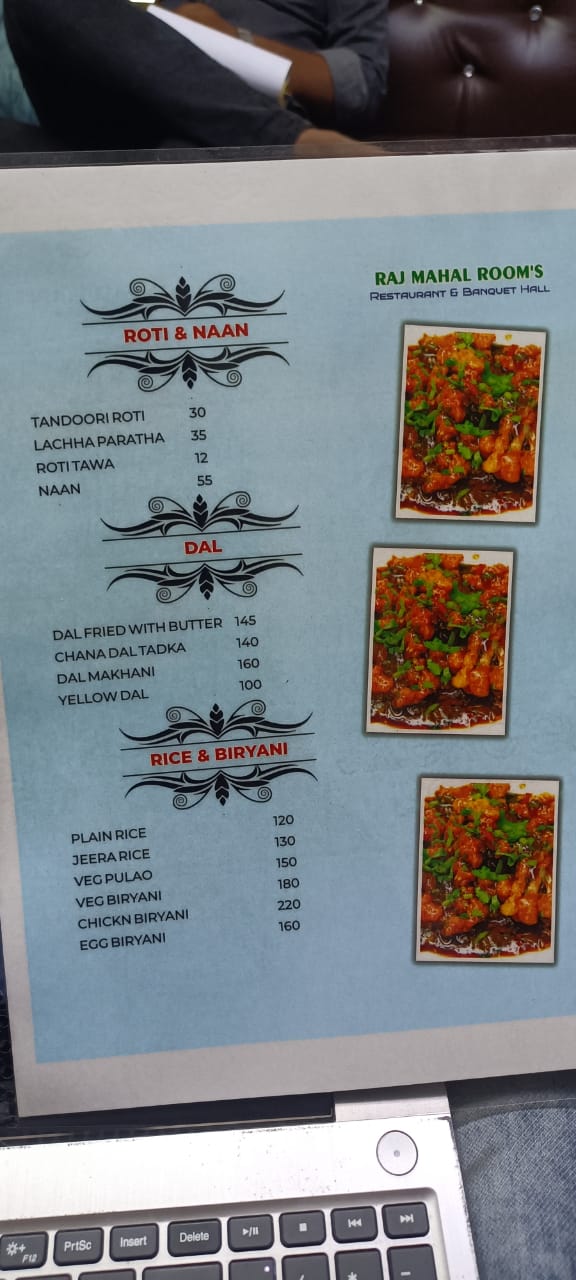 RAJ MAHAL ROOM'S
RESTAURANT & BANQUET HALL
ROTI & NAAN
TANDOORI ROTI 30
LACHHA PARATHA 35
ROTI TAWA 12
NAAN 55
DAL
DAL FRIED WITH BUTTER 145
CHANA DAL TADKA 140
DAL MAKHANI 160
YELLOW DAL 100
RICE & BIRYANI
PLAIN RICE 120
JEERA RICE 130
VEG PULAO 150
VEG BIRYANI 180
CHICKN BIRYANI 220
EGG BIRYANI 160
F12 PrtSc Insert Delete